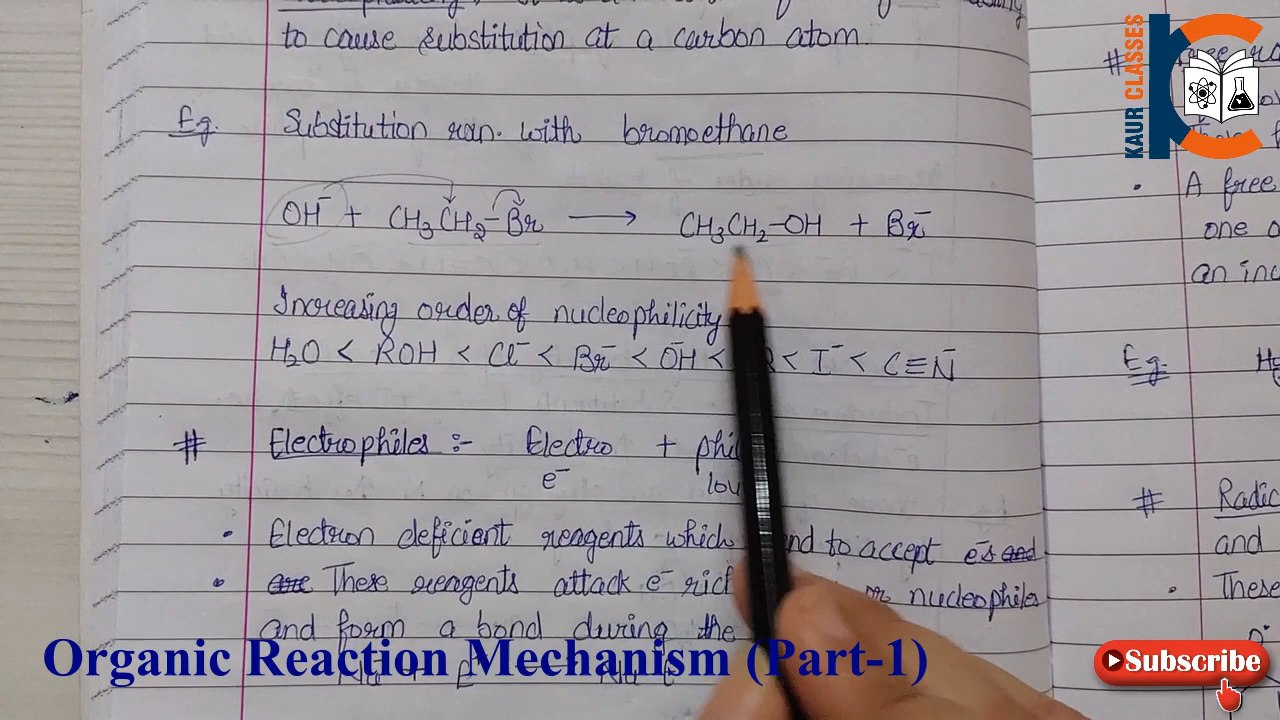 to cause substitution at a carbon atom.
Eg. Substitution rxn. with bromoethane
OH⁻ + CH₃CH₂-Br ⟶ CH₃CH₂-OH + Br⁻
Increasing order of nucleophilicity
H₂O < ROH < Cl⁻ < Br⁻ < OH⁻ < < I⁻ < C≡N⁻
# Electrophiles :- Electro +
e⁻
• Electron deficient reagents which to accept e⁻s and
• are These reagents attack e⁻ or nucleophiles
and form a bond during the
Organic Reaction Mechanism (Part-1)
KAUR CLASSES
#
• A free
one
an inc
Eg.
# Radic
and
• These
Subscribe